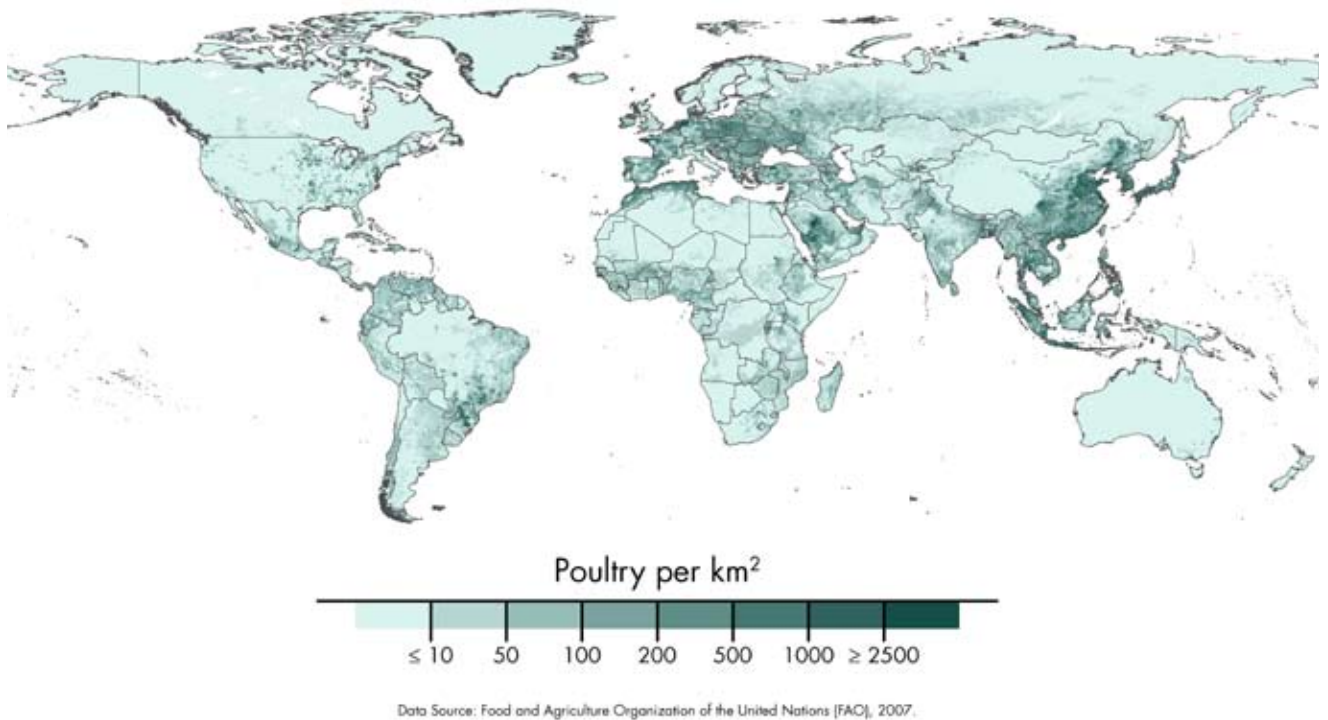 Poultry per km²
≤ 10 50 100 200 500 1000 ≥ 2500
Data Source: Food and Agriculture Organization of the United Nations (FAO), 2007.